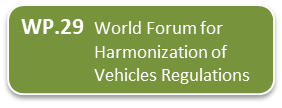 WP.29 World Forum for
Harmonization of
Vehicles Regulations